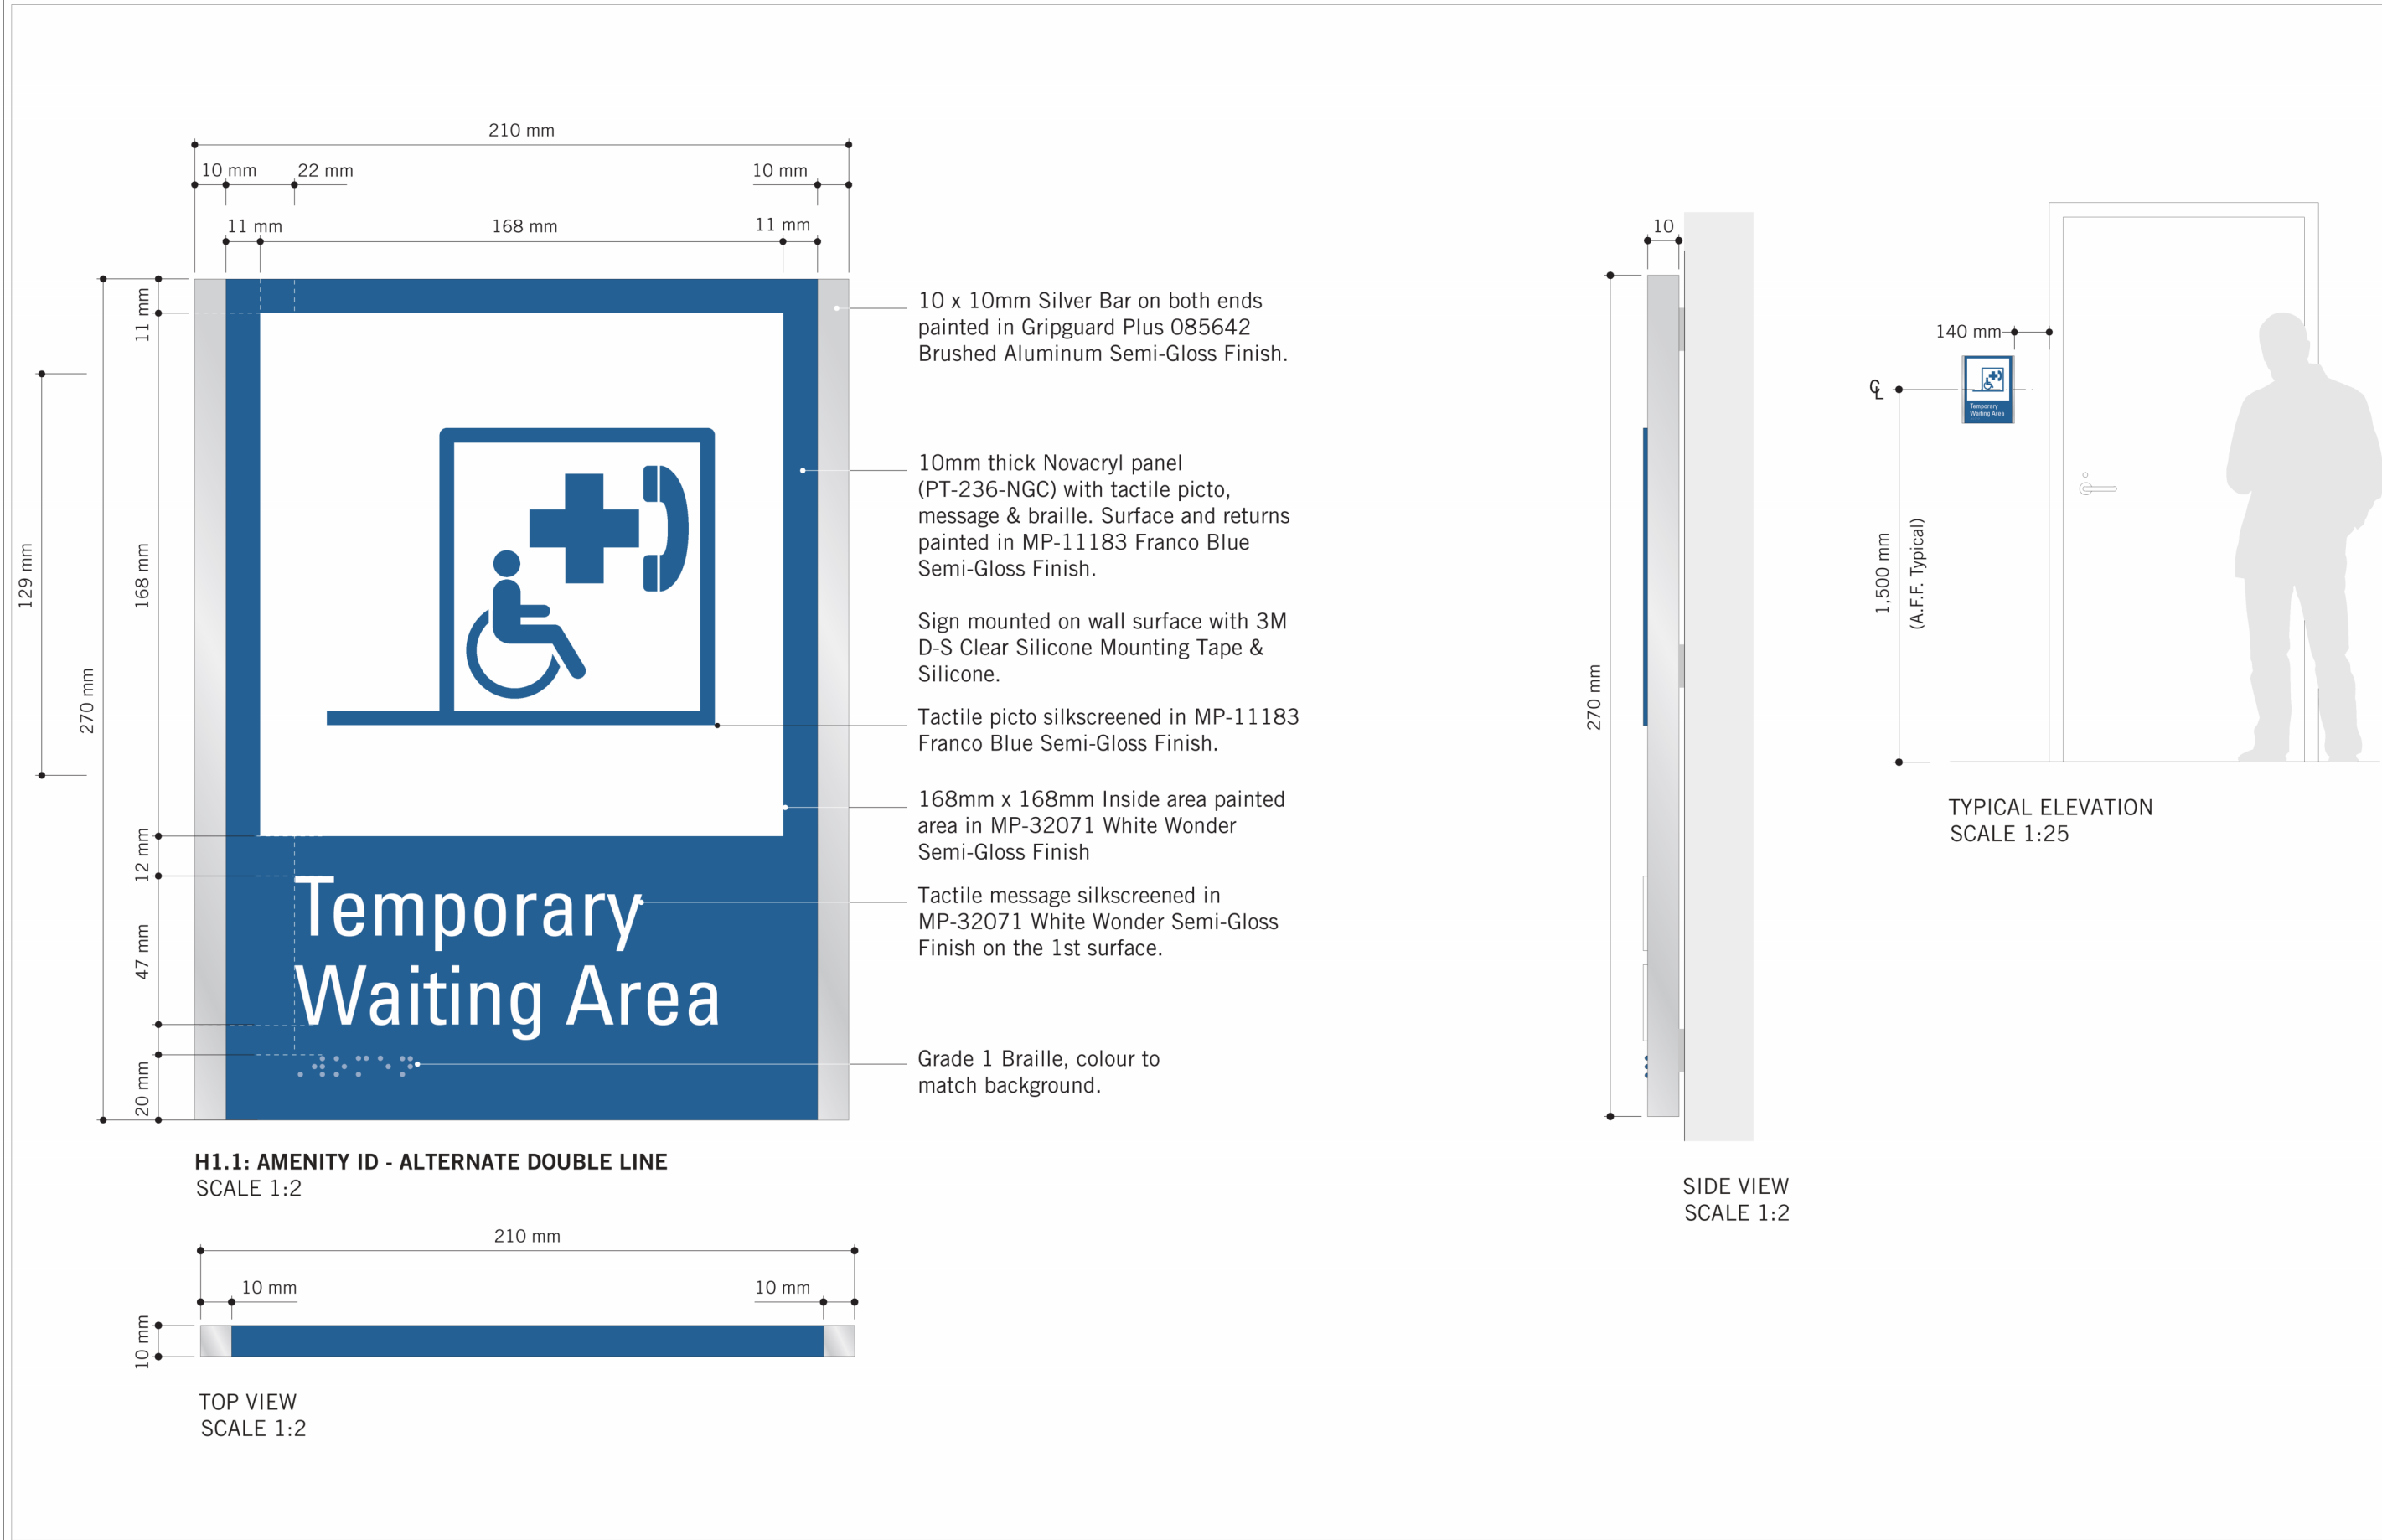 210 mm
10 mm
22 mm
10 mm
11 mm
168 mm
11 mm
11 mm
129 mm
168 mm
270 mm
12 mm
47 mm
20 mm
Temporary
Waiting Area
10 x 10mm Silver Bar on both ends
painted in Gripguard Plus 085642
Brushed Aluminum Semi-Gloss Finish.
10mm thick Novacryl panel
(PT-236-NGC) with tactile picto,
message & braille. Surface and returns
painted in MP-11183 Franco Blue
Semi-Gloss Finish.
Sign mounted on wall surface with 3M
D-S Clear Silicone Mounting Tape &
Silicone.
Tactile picto silkscreened in MP-11183
Franco Blue Semi-Gloss Finish.
168mm x 168mm Inside area painted
area in MP-32071 White Wonder
Semi-Gloss Finish
Tactile message silkscreened in
MP-32071 White Wonder Semi-Gloss
Finish on the 1st surface.
Grade 1 Braille, colour to
match background.
H1.1: AMENITY ID - ALTERNATE DOUBLE LINE
SCALE 1:2
210 mm
10 mm
10 mm
10 mm
TOP VIEW
SCALE 1:2
10
270 mm
SIDE VIEW
SCALE 1:2
140 mm
CL
Temporary
Waiting Area
1,500 mm
(A.F.F. Typical)
TYPICAL ELEVATION
SCALE 1:25